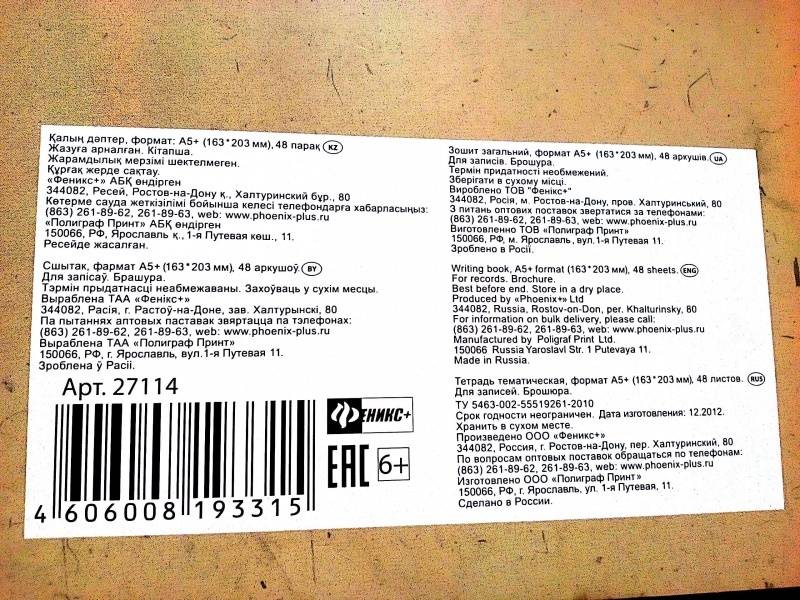 Қалың дәптер, формат: А5+ (163*203 мм), 48 парақ KZ
Жазуға арналған. Кітапша.
Жарамдылық мерзімі шектелмеген.
Құрғақ жерде сақтау.
«Феникс+» АБҚ өндірген
344082, Ресей, Ростов-на-Дону қ., Халтуринский бұр., 80
Көтерме сауда жеткізілімі бойынша келесі телефондарға хабарласыңыз:
(863) 261-89-62, 261-89-63, web: www.phoenix-plus.ru
«Полиграф Принт» АБҚ өндирген
150066, РФ, Ярославль қ., 1-я Путевая көш., 11.
Ресейде жасалған.
Сшытак, фармат А5+ (163*203 мм), 48 аркушоў. BY
Для запісаў. Брашура.
Тэрмін прыдатнасці неабмежаваны. Захоўваць у сухім месцы.
Выраблена ТАА «Фенікс+»
344082, Расія, г. Растоў-на-Доне, зав. Халтурынскі, 80
Па пытаннях аптовых паставак звяртацца па тэлефонах:
(863) 261-89-62, 261-89-63, web: www.phoenix-plus.ru
Выраблена ТАА «Полиграф Принт»
150066, РФ, г. Ярославль, вул.1-я Путевая 11.
Зроблена ў Расіі.
Арт. 27114
4 606008 193315
ФЕНИКС+
EAC
6+
Зошит загальний, формат А5+ (163*203 мм), 48 аркушів. UA
Для записів. Брошура.
Термін придатності необмежений.
Зберігати в сухому місці.
Вироблено ТОВ "Фенікс+"
344082, Росія, м. Ростов-на-Дону, пров. Халтурінський, 80
З питань оптових поставок звертатися за телефонами:
(863) 261-89-62, 261-89-63, web: www.phoenix-plus.ru
Виготовленно ТОВ «Полиграф Принт»
150066, РФ, м. Ярославль, вул.1-я Путевая 11.
Зроблено в Росії.
Writing book, A5+ format (163*203 mm), 48 sheets. ENG
For records. Brochure.
Best before end. Store in a dry place.
Produced by «Phoenix+» Ltd
344082, Russia, Rostov-on-Don, per. Khalturinsky, 80
For information on bulk delivery, please call:
(863) 261-89-62, 261-89-63, web: www.phoenix-plus.ru
Manufactured by Poligraf Print Ltd.
150066 Russia Yaroslavl Str. 1 Putevaya 11.
Made in Russia.
Тетрадь тематическая, формат А5+ (163*203 мм), 48 листов. RUS
Для записей. Брошюра.
ТУ 5463-002-55519261-2010
Срок годности неограничен. Дата изготовления: 12.2012.
Хранить в сухом месте.
Произведено ООО «Феникс+»
344082, Россия, г. Ростов-на-Дону, пер. Халтуринский, 80
По вопросам оптовых поставок обращаться по телефонам:
(863) 261-89-62, 261-89-63, web: www.phoenix-plus.ru
Изготовлено ООО «Полиграф Принт»
150066, РФ, г. Ярославль, ул. 1-я Путевая, 11.
Сделано в России.